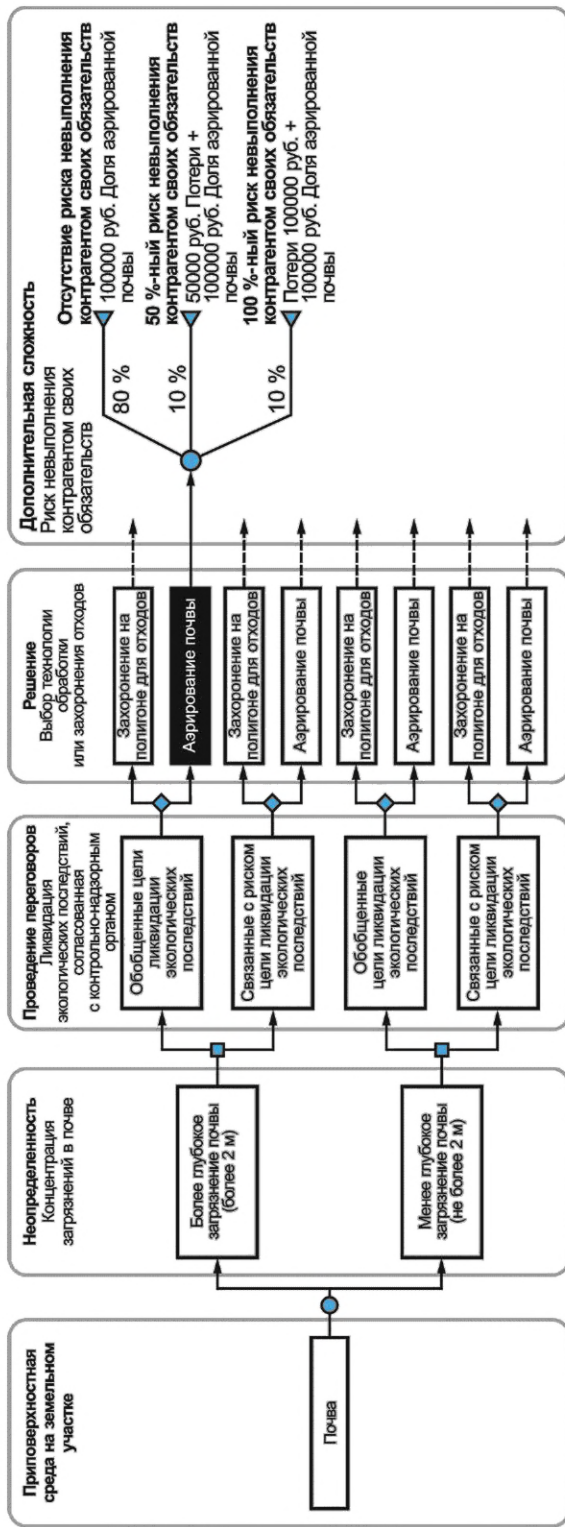 Приповерхностная
среда на земельном
участке
Почва
Неопределенность
Концентрация
загрязнений в почве
Более глубокое
загрязнение почвы
(более 2 м)
Менее глубокое
загрязнение почвы
(не более 2 м)
Проведение переговоров
Ликвидация
экологических последствий,
согласованная
с контрольно-надзорным
органом
Обобщенные цели
ликвидации
экологических
последствий
Связанные с риском
цели ликвидации
экологических
последствий
Обобщенные
цели ликвидации
экологических
последствий
Связанные с риском
цели ликвидации
экологических
последствий
Решение
Выбор технологии
обработки
или захоронения отходов
Захоронение на
полигоне для отходов
Аэрирование почвы
Захоронение на
полигоне для отходов
Аэрирование почвы
Захоронение на
полигоне для отходов
Аэрирование почвы
Захоронение на
полигоне для отходов
Аэрирование почвы
Дополнительная сложность
Риск невыполнения
контрагентом своих
обязательств
80 %
10 %
10 %
Отсутствие риска невыполнения
контрагентом своих обязательств
100000 руб. Доля аэрированной
почвы
50 %-ный риск невыполнения
контрагентом своих обязательств
50000 руб. Потери +
100000 руб. Доля аэрированной
почвы
100 %-ный риск невыполнения
контрагентом своих обязательств
Потери 100000 руб. +
100000 руб. Доля аэрированной
почвы